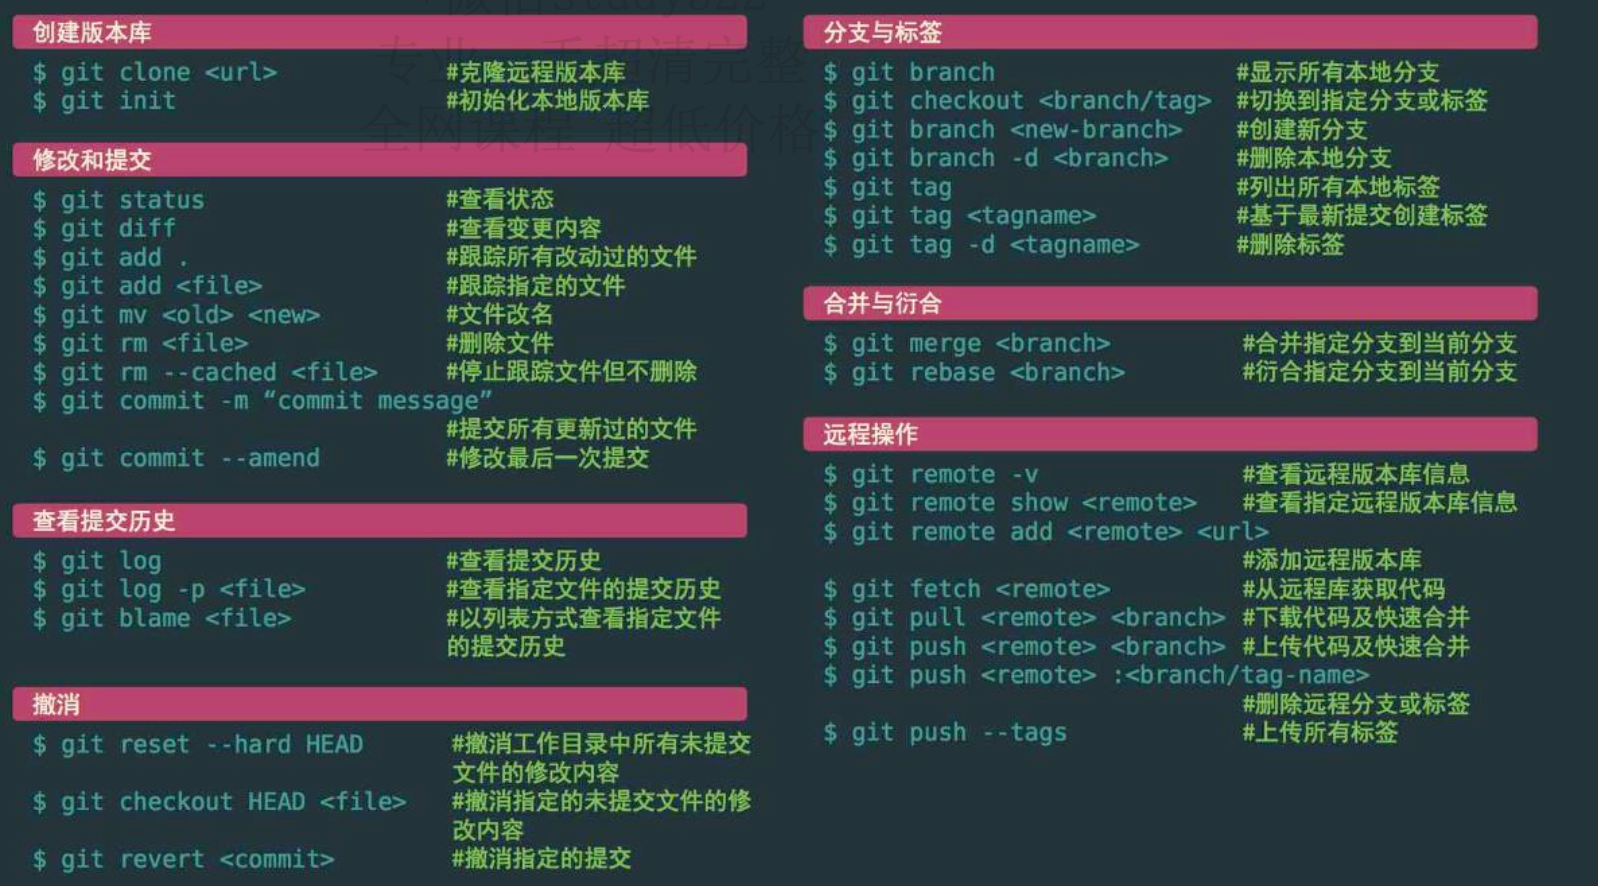 创建版本库
$ git clone <url> #克隆远程版本库
$ git init #初始化本地版本库
修改和提交
$ git status #查看状态
$ git diff #查看变更内容
$ git add . #跟踪所有改动过的文件
$ git add <file> #跟踪指定的文件
$ git mv <old> <new> #文件改名
$ git rm <file> #删除文件
$ git rm --cached <file> #停止跟踪文件但不删除
$ git commit -m “commit message”
#提交所有更新过的文件
$ git commit --amend #修改最后一次提交
查看提交历史
$ git log #查看提交历史
$ git log -p <file> #查看指定文件的提交历史
$ git blame <file> #以列表方式查看指定文件
的提交历史
撤消
$ git reset --hard HEAD #撤消工作目录中所有未提交
文件的修改内容
$ git checkout HEAD <file> #撤消指定的未提交文件的修
改内容
$ git revert <commit> #撤消指定的提交
分支与标签
$ git branch #显示所有本地分支
$ git checkout <branch/tag> #切换到指定分支或标签
$ git branch <new-branch> #创建新分支
$ git branch -d <branch> #删除本地分支
$ git tag #列出所有本地标签
$ git tag <tagname> #基于最新提交创建标签
$ git tag -d <tagname> #删除标签
合并与衍合
$ git merge <branch> #合并指定分支到当前分支
$ git rebase <branch> #衍合指定分支到当前分支
远程操作
$ git remote -v #查看远程版本库信息
$ git remote show <remote> #查看指定远程版本库信息
$ git remote add <remote> <url>
#添加远程版本库
$ git fetch <remote> #从远程库获取代码
$ git pull <remote> <branch> #下载代码及快速合并
$ git push <remote> <branch> #上传代码及快速合并
$ git push <remote> :<branch/tag-name>
#删除远程分支或标签
$ git push --tags #上传所有标签
全网课程 超低价格